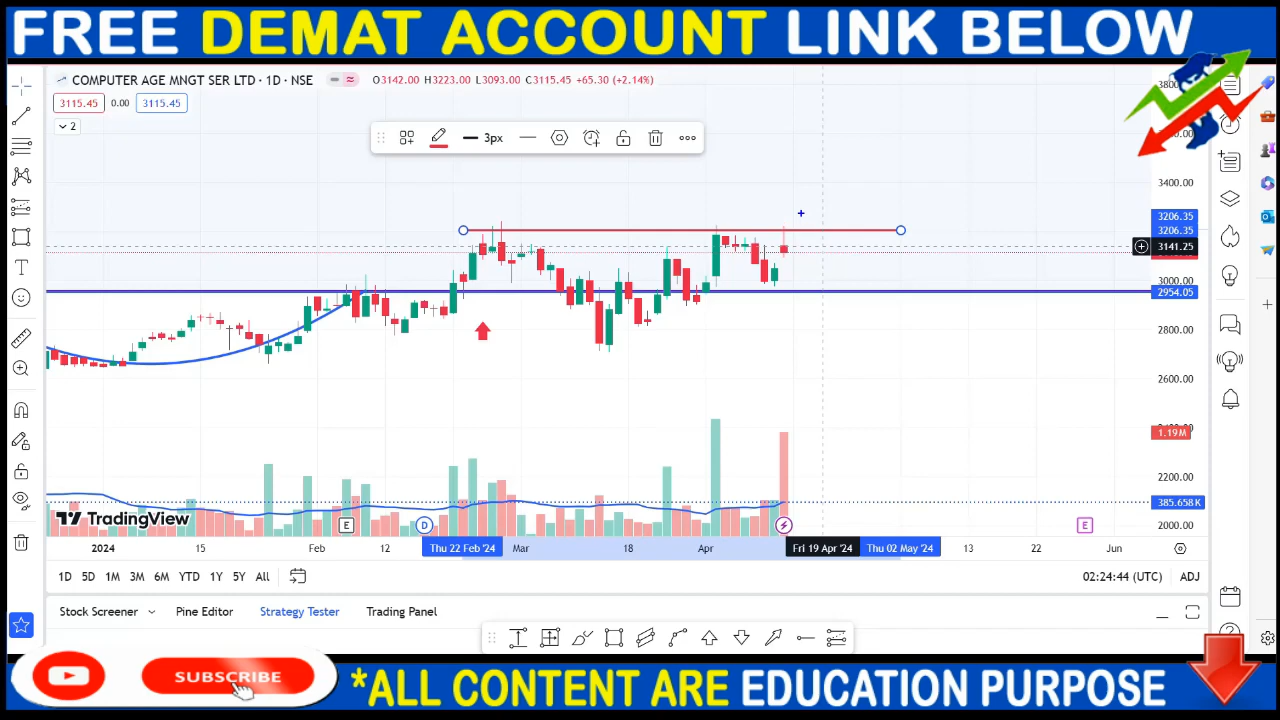 FREE DEMAT ACCOUNT LINK BELOW
COMPUTER AGE MNGT SER LTD · 1D · NSE
O3142.00 H3223.00 L3093.00 C3115.45 +65.30 (+2.14%)
3115.45 0.00 3115.45
2
3px
3400.00
3206.35
3206.35
3141.25
3000.00
2954.05
2800.00
2600.00
1.19M
2200.00
385.658K
2000.00
TradingView
E
D
E
2024 15 Feb 12 Thu 22 Feb '24 Mar 18 Apr Fri 19 Apr '24 Thu 02 May '24 13 22 Jun
1D 5D 1M 3M 6M YTD 1Y 5Y All
02:24:44 (UTC) ADJ
Stock Screener Pine Editor Strategy Tester Trading Panel
SUBSCRIBE
*ALL CONTENT ARE EDUCATION PURPOSE